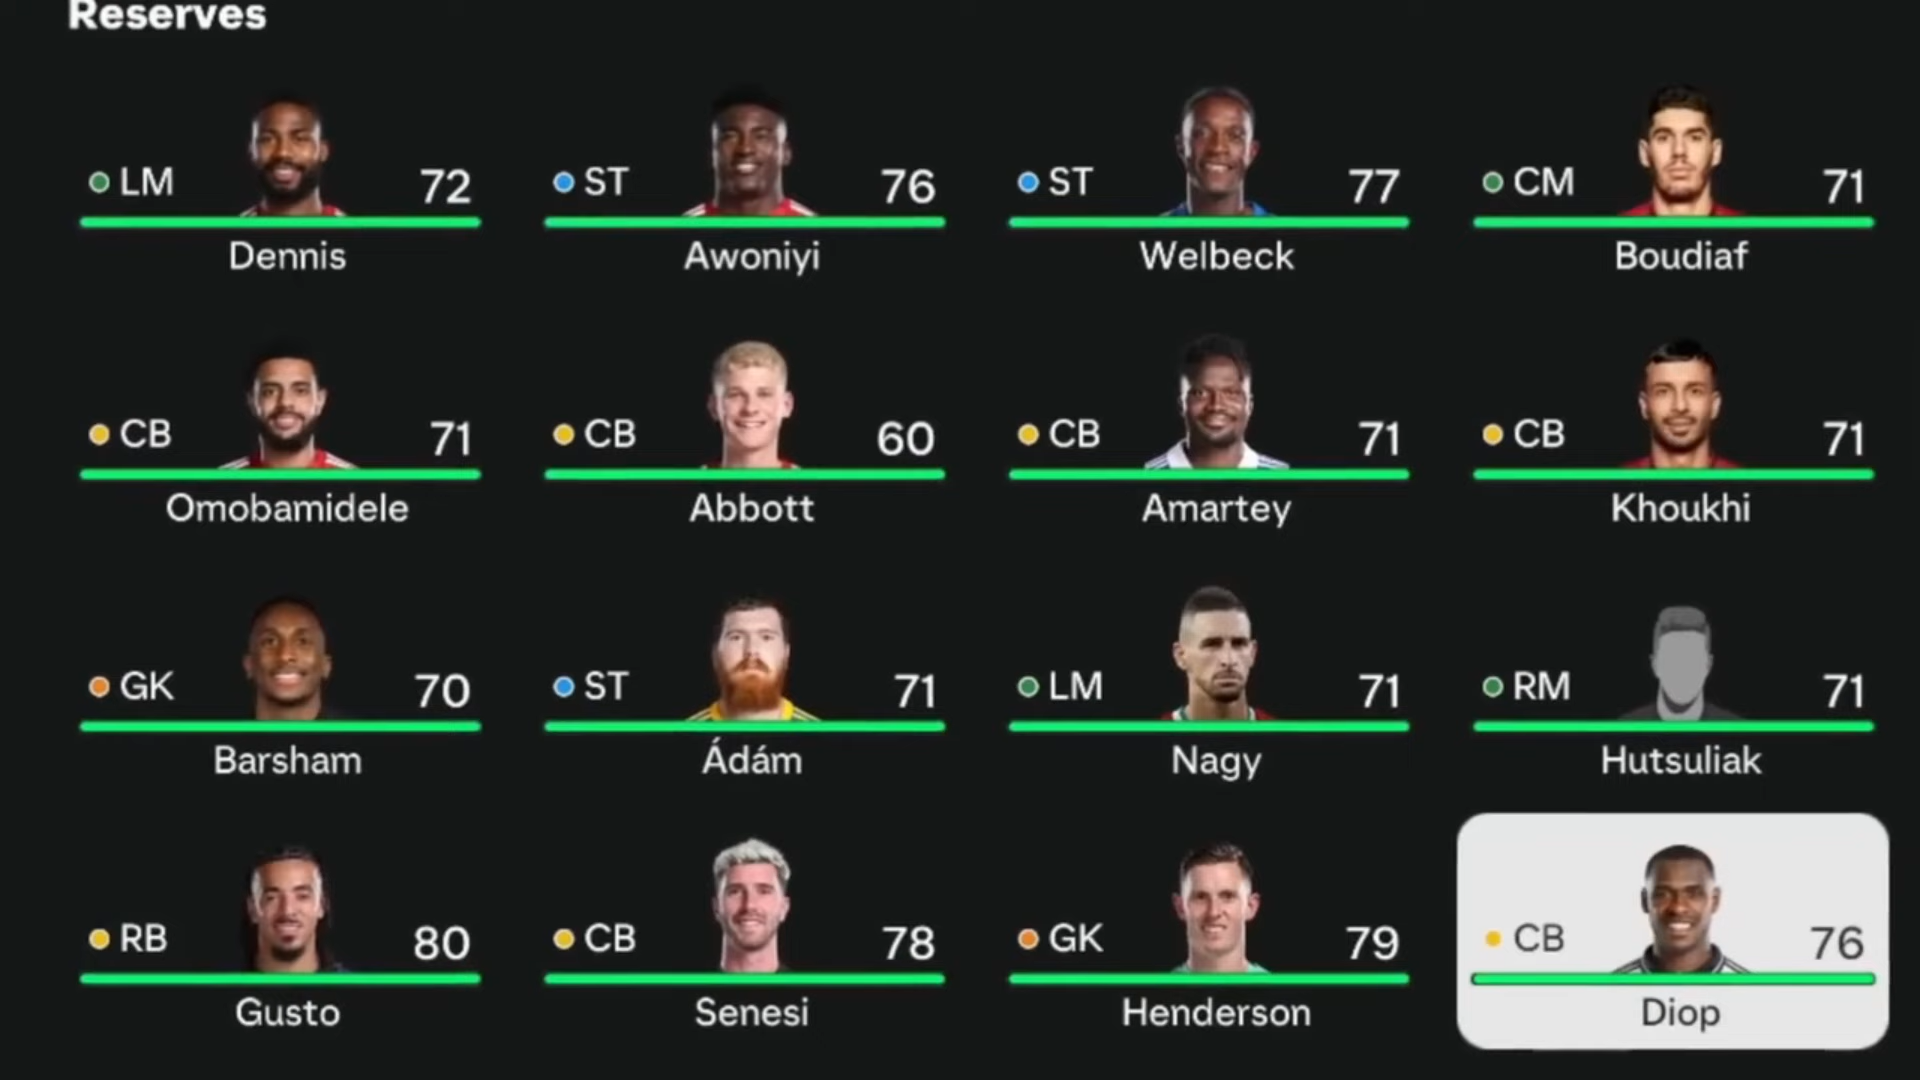 Reserves
LM 72 ST 76 ST 77 CM 71
Dennis Awoniyi Welbeck Boudiaf
CB 71 CB 60 CB 71 CB 71
Omobamidele Abbott Amartey Khoukhi
GK 70 ST 71 LM 71 RM 71
Barsham Ádám Nagy Hutsuliak
RB 80 CB 78 GK 79 CB 76
Gusto Senesi Henderson Diop